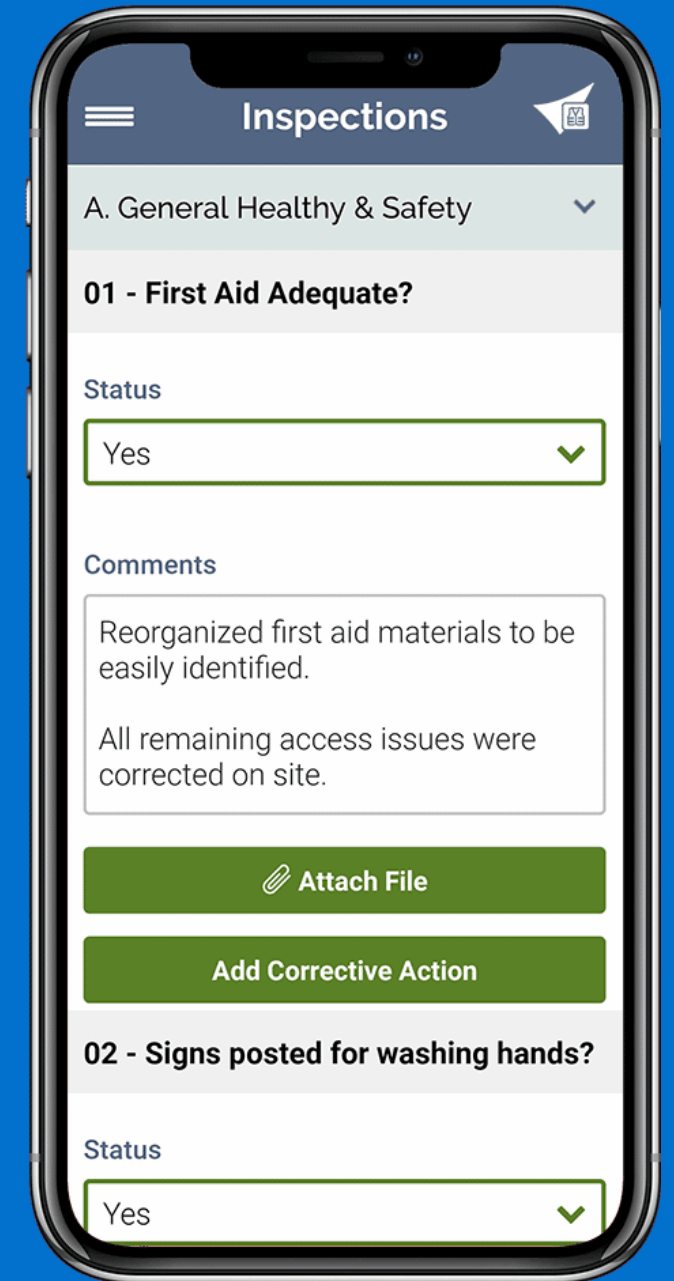 Inspections
A. General Healthy & Safety
01 - First Aid Adequate?
Status
Yes
Comments
Reorganized first aid materials to be
easily identified.
All remaining access issues were
corrected on site.
Attach File
Add Corrective Action
02 - Signs posted for washing hands?
Status
Yes